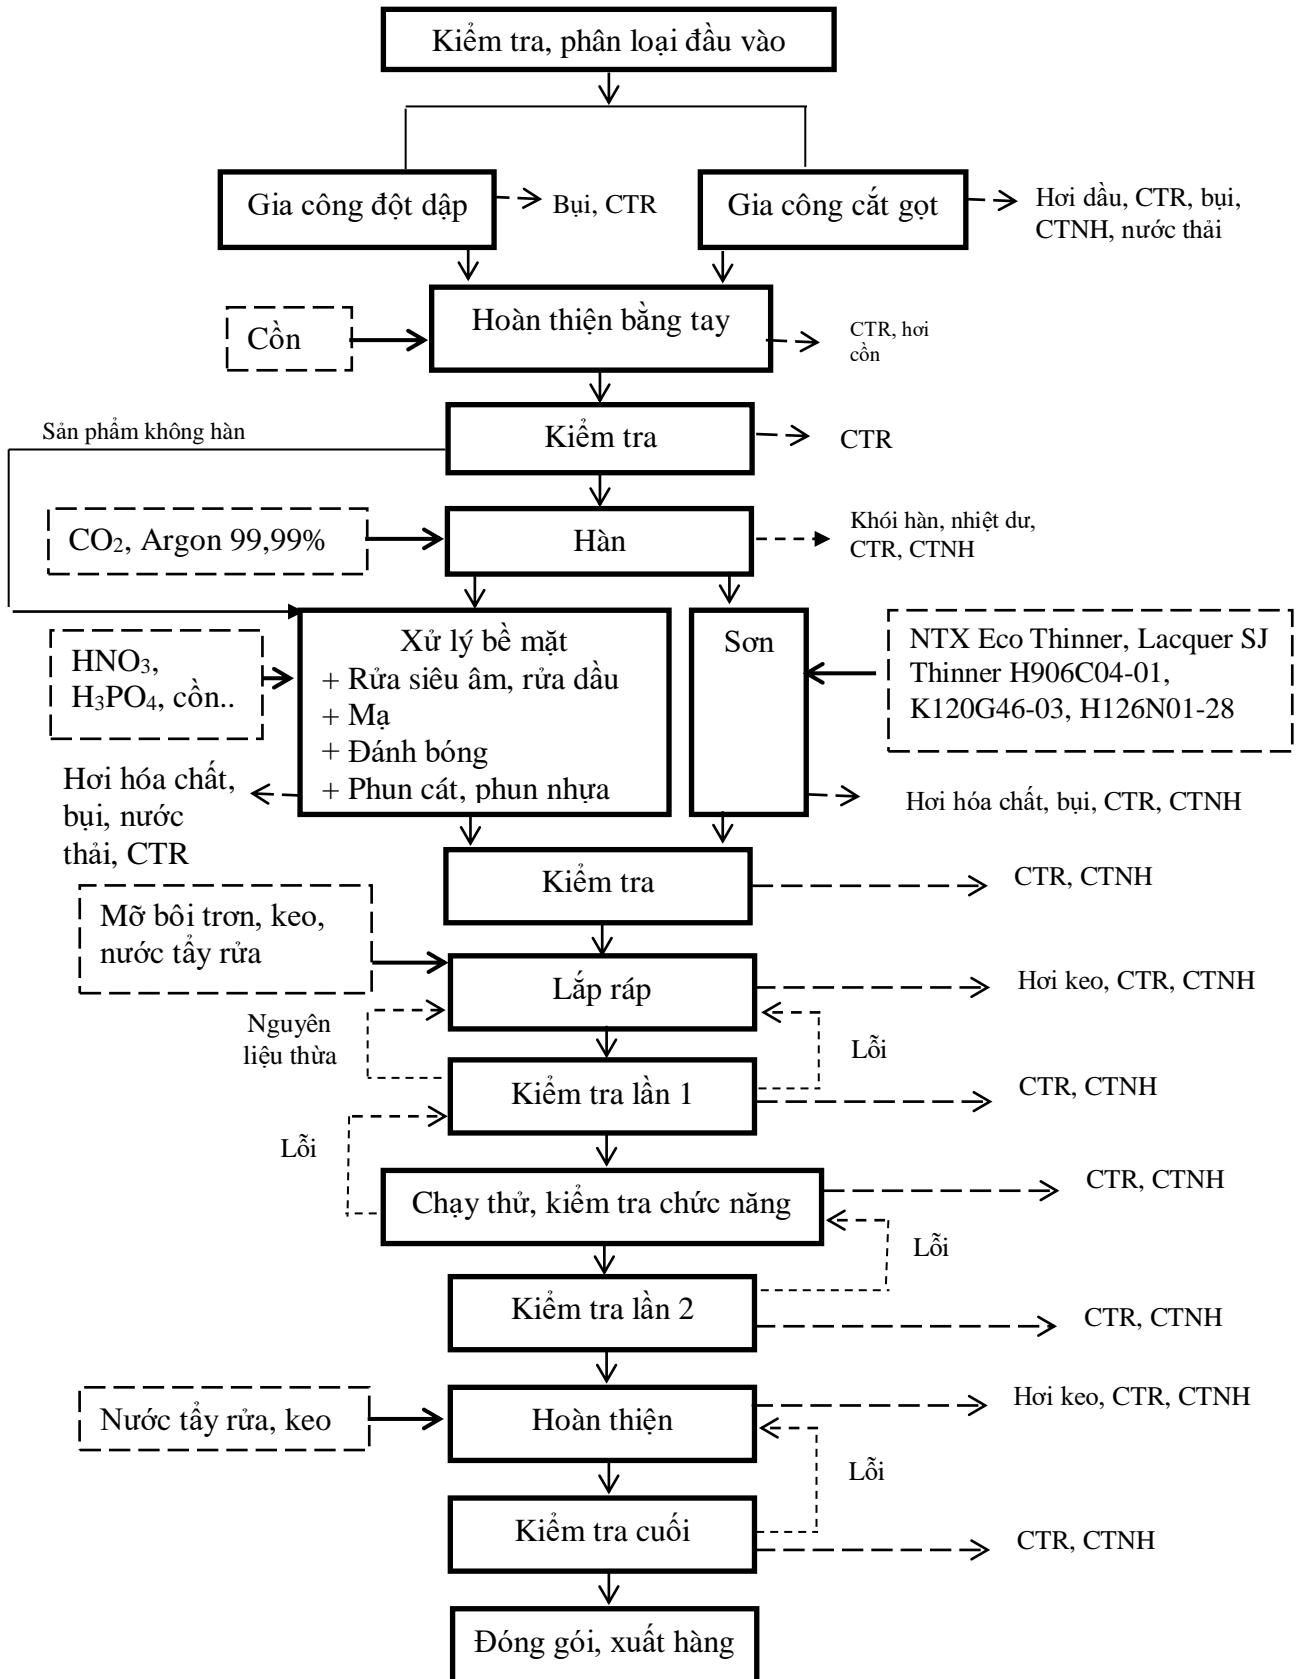 Kiểm tra, phân loại đầu vào
Gia công đột dập
Bụi, CTR
Gia công cắt gọt
Hơi dầu, CTR, bụi,
CTNH, nước thải
Cồn
Hoàn thiện bằng tay
CTR, hơi
cồn
Sản phẩm không hàn
Kiểm tra
CTR
CO₂, Argon 99,99%
Hàn
Khói hàn, nhiệt dư,
CTR, CTNH
HNO₃,
H₃PO₄, cồn..
Xử lý bề mặt
+ Rửa siêu âm, rửa dầu
+ Mạ
+ Đánh bóng
+ Phun cát, phun nhựa
Sơn
NTX Eco Thinner, Lacquer SJ
Thinner H906C04-01,
K120G46-03, H126N01-28
Hơi hóa chất,
bụi, nước
thải, CTR
Hơi hóa chất, bụi, CTR, CTNH
Kiểm tra
CTR, CTNH
Mỡ bôi trơn, keo,
nước tẩy rửa
Lắp ráp
Hơi keo, CTR, CTNH
Nguyên
liệu thừa
Lỗi
Kiểm tra lần 1
CTR, CTNH
Lỗi
Chạy thử, kiểm tra chức năng
CTR, CTNH
Lỗi
Kiểm tra lần 2
CTR, CTNH
Nước tẩy rửa, keo
Hoàn thiện
Hơi keo, CTR, CTNH
Lỗi
Kiểm tra cuối
CTR, CTNH
Đóng gói, xuất hàng